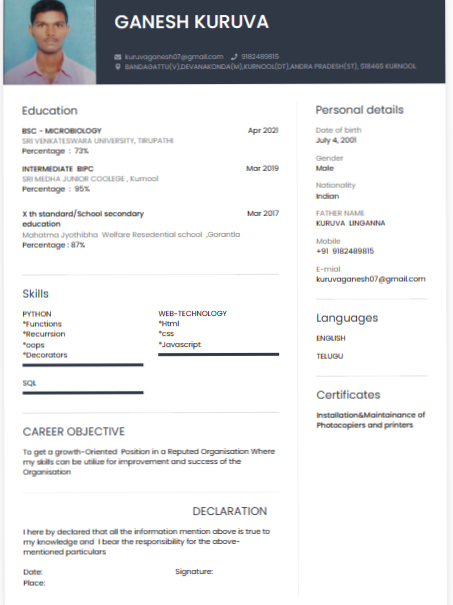 GANESH KURUVA
kuruvaganesh07@gmail.com 9182489815
BANDAGATTU(V),DEVANAKONDA(M),KURNOOL(DT),ANDRA PRADESH(ST), 518465 KURNOOL
Education
BSC - MICROBIOLOGY Apr 2021
SRI VENKATESWARA UNIVERSITY, TIRUPATHI
Percentage : 73%
INTERMEDIATE BIPC Mar 2019
SRI MEDHA JUNIOR COOLEGE , Kurnool
Percentage : 95%
X th standard/School secondary Mar 2017
education
Mahatma Jyothibha Welfare Resedential school ,Gorantla
Percentage : 87%
Skills
PYTHON
*Functions
*Recurrsion
*oops
*Decorators
WEB-TECHNOLOGY
*Html
*css
*Javascript
SQL
CAREER OBJECTIVE
To get a growth-Oriented Position in a Reputed Organisation Where
my skills can be utilize for improvement and success of the
Organisation
DECLARATION
I here by declared that all the information mention above is true to
my knowledge and I bear the responsibility for the above-
mentioned particulars
Date: Signature:
Place:
Personal details
Date of birth
July 4, 2001
Gender
Male
Nationality
Indian
FATHER NAME
KURUVA LINGANNA
Mobile
+91 9182489815
E-mial
kuruvaganesh07@gmail.com
Languages
ENGLISH
TELUGU
Certificates
Installation&Maintainance of
Photocopiers and printers